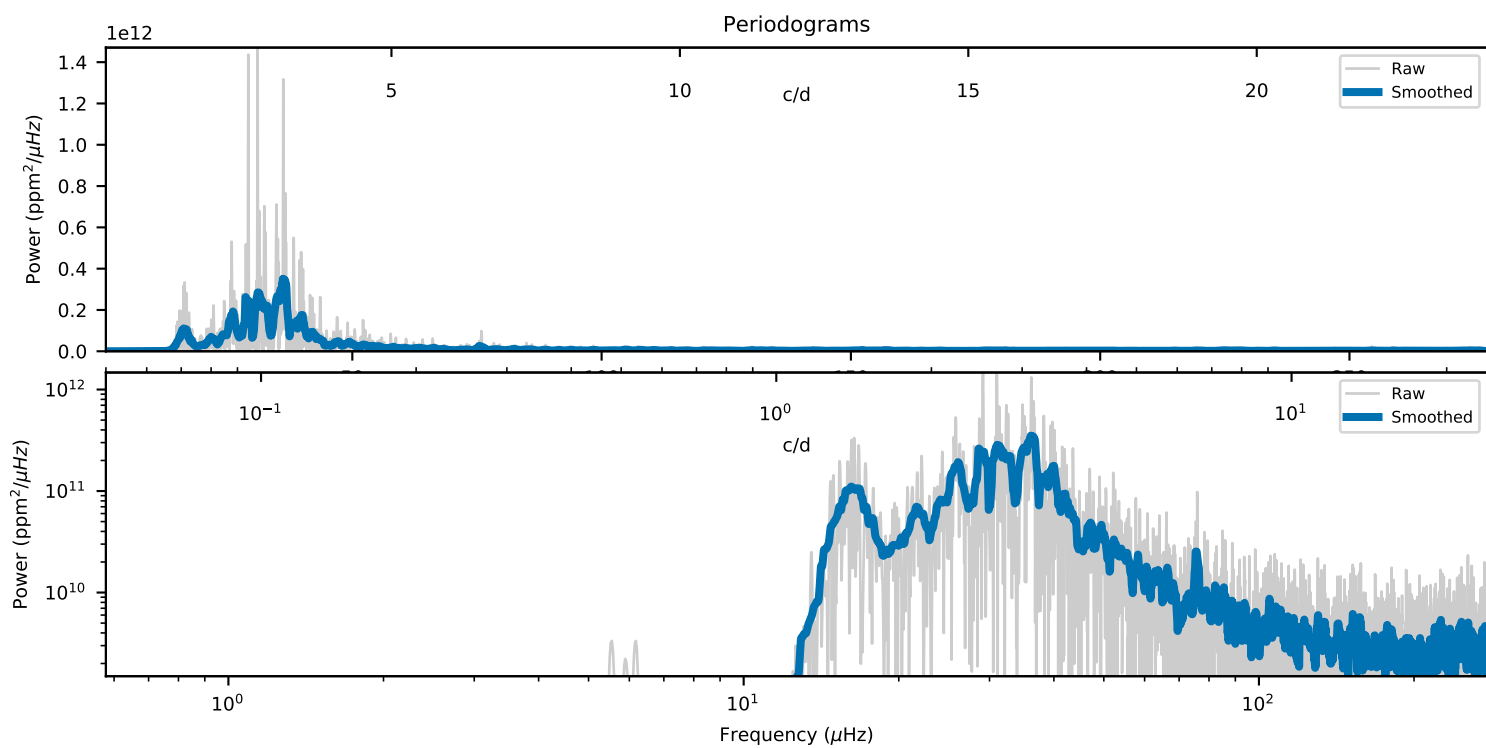 Periodograms
1e12
1.4
1.2
1.0
0.8
0.6
0.4
0.2
0.0
Power (ppm²/μHz)
5 10 15 20
c/d
Raw
Smoothed
10⁻¹ 10⁰ 10¹
c/d
Raw
Smoothed
10¹²
10¹¹
10¹⁰
Power (ppm²/μHz)
10⁰ 10¹ 10²
Frequency (μHz)